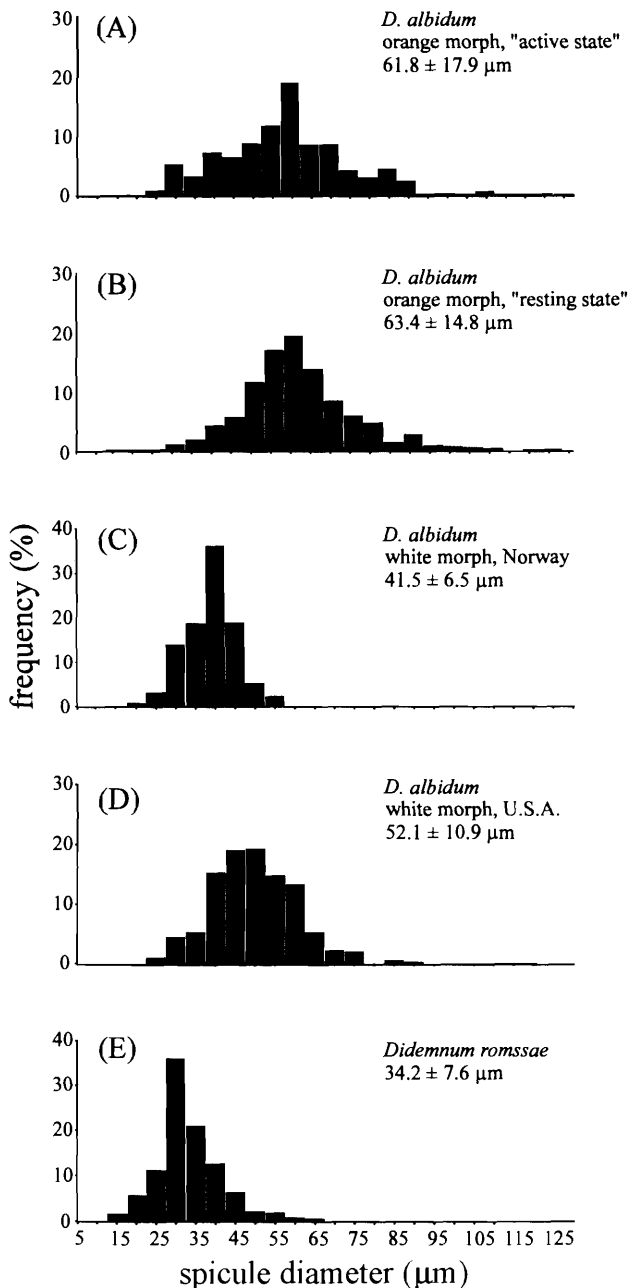 (A)
D. albidum
orange morph, "active state"
61.8 ± 17.9 μm
30
20
10
0
(B)
D. albidum
orange morph, "resting state"
63.4 ± 14.8 μm
30
20
10
0
(C)
D. albidum
white morph, Norway
41.5 ± 6.5 μm
40
30
20
10
0
frequency (%)
(D)
D. albidum
white morph, U.S.A.
52.1 ± 10.9 μm
30
20
10
0
(E)
Didemnum romssae
34.2 ± 7.6 μm
40
30
20
10
0
5 15 25 35 45 55 65 75 85 95 105 115 125
spicule diameter (μm)